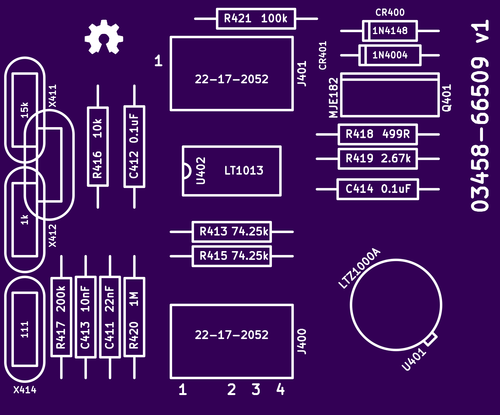 R421 100k
CR400
1N4148
1
22-17-2052
J401
CR401
1N4004
03458-66509 v1
X411
15k
R416 10k
C412 0.1uF
MJE182
Q401
R418 499R
R419 2.67k
U402
LT1013
C414 0.1uF
1k
X412
R413 74.25k
R415 74.25k
LTZ1000A
U401
R417 200k
C413 10nF
C411 22nF
R420 1M
22-17-2052
J400
111
X414
1 2 3 4